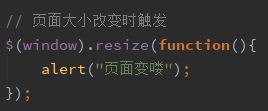 // 页面大小改变时触发
$(window).resize(function(){
    alert("页面变喽");
});